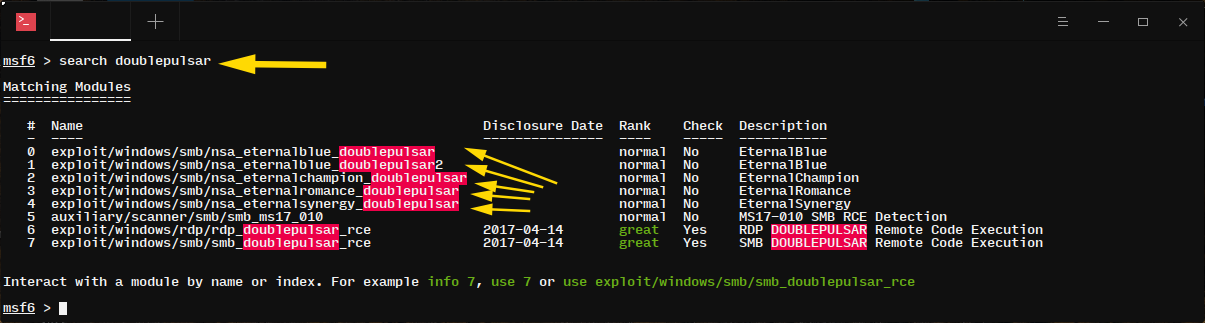 msf6 > search doublepulsar
Matching Modules
================
#  Name                                               Disclosure Date  Rank    Check  Description
-  ----                                               ---------------  ----    -----  -----------
0  exploit/windows/smb/nsa_eternalblue_doublepulsar                       normal  No     EternalBlue
1  exploit/windows/smb/nsa_eternalblue_doublepulsar2                      normal  No     EternalBlue
2  exploit/windows/smb/nsa_eternalchampion_doublepulsar                   normal  No     EternalChampion
3  exploit/windows/smb/nsa_eternalromance_doublepulsar                    normal  No     EternalRomance
4  exploit/windows/smb/nsa_eternalsynergy_doublepulsar                    normal  No     EternalSynergy
5  auxiliary/scanner/smb/smb_ms17_010                                     normal  No     MS17-010 SMB RCE Detection
6  exploit/windows/rdp/rdp_doublepulsar_rce              2017-04-14       great   Yes    RDP DOUBLEPULSAR Remote Code Execution
7  exploit/windows/smb/smb_doublepulsar_rce              2017-04-14       great   Yes    SMB DOUBLEPULSAR Remote Code Execution
Interact with a module by name or index. For example info 7, use 7 or use exploit/windows/smb/smb_doublepulsar_rce
msf6 >